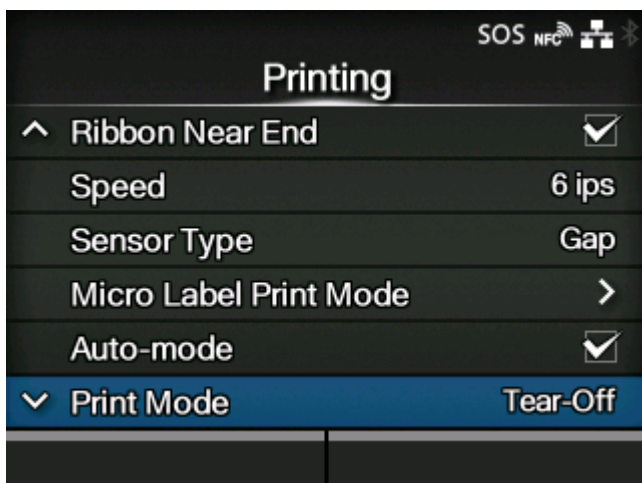 SOS NFC
Printing
Ribbon Near End
Speed 6 ips
Sensor Type Gap
Micro Label Print Mode
Auto-mode
Print Mode Tear-Off